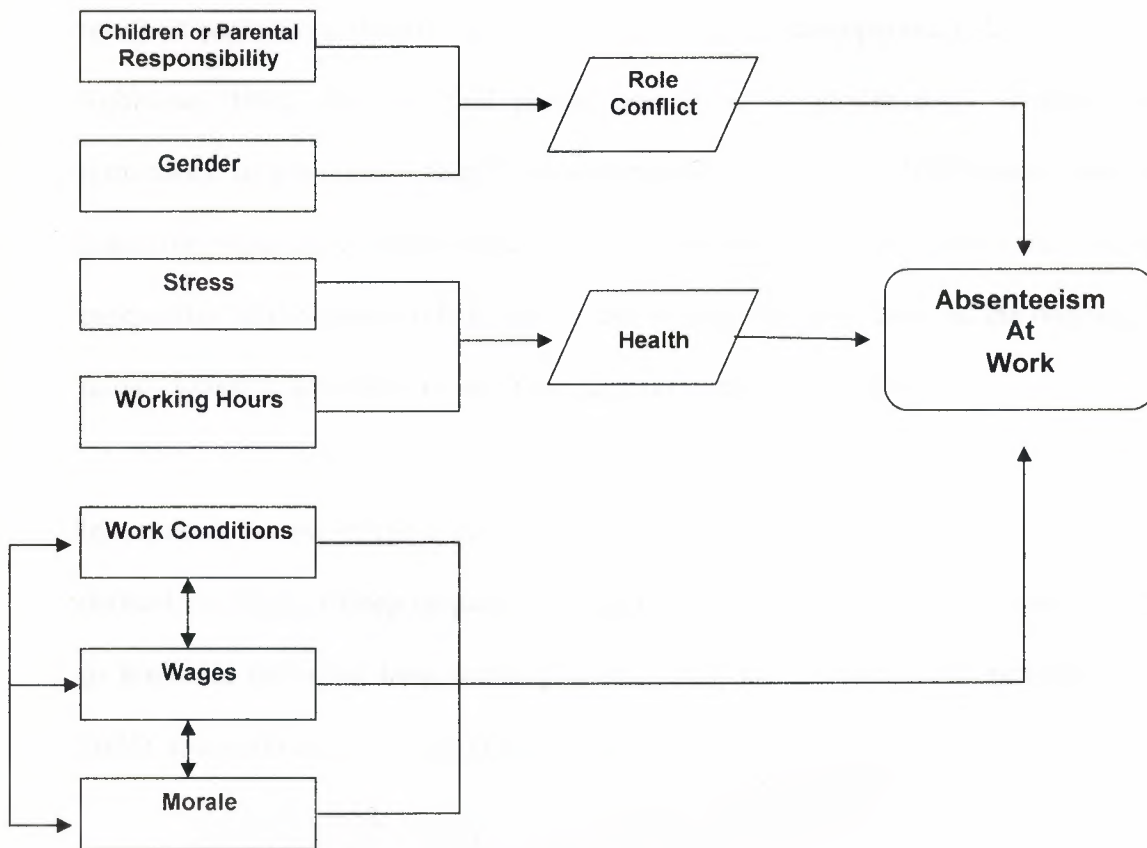 Children or Parental
Responsibility
Role
Conflict
Gender
Stress
Absenteeism
At
Work
Health
Working Hours
Work Conditions
Wages
Morale